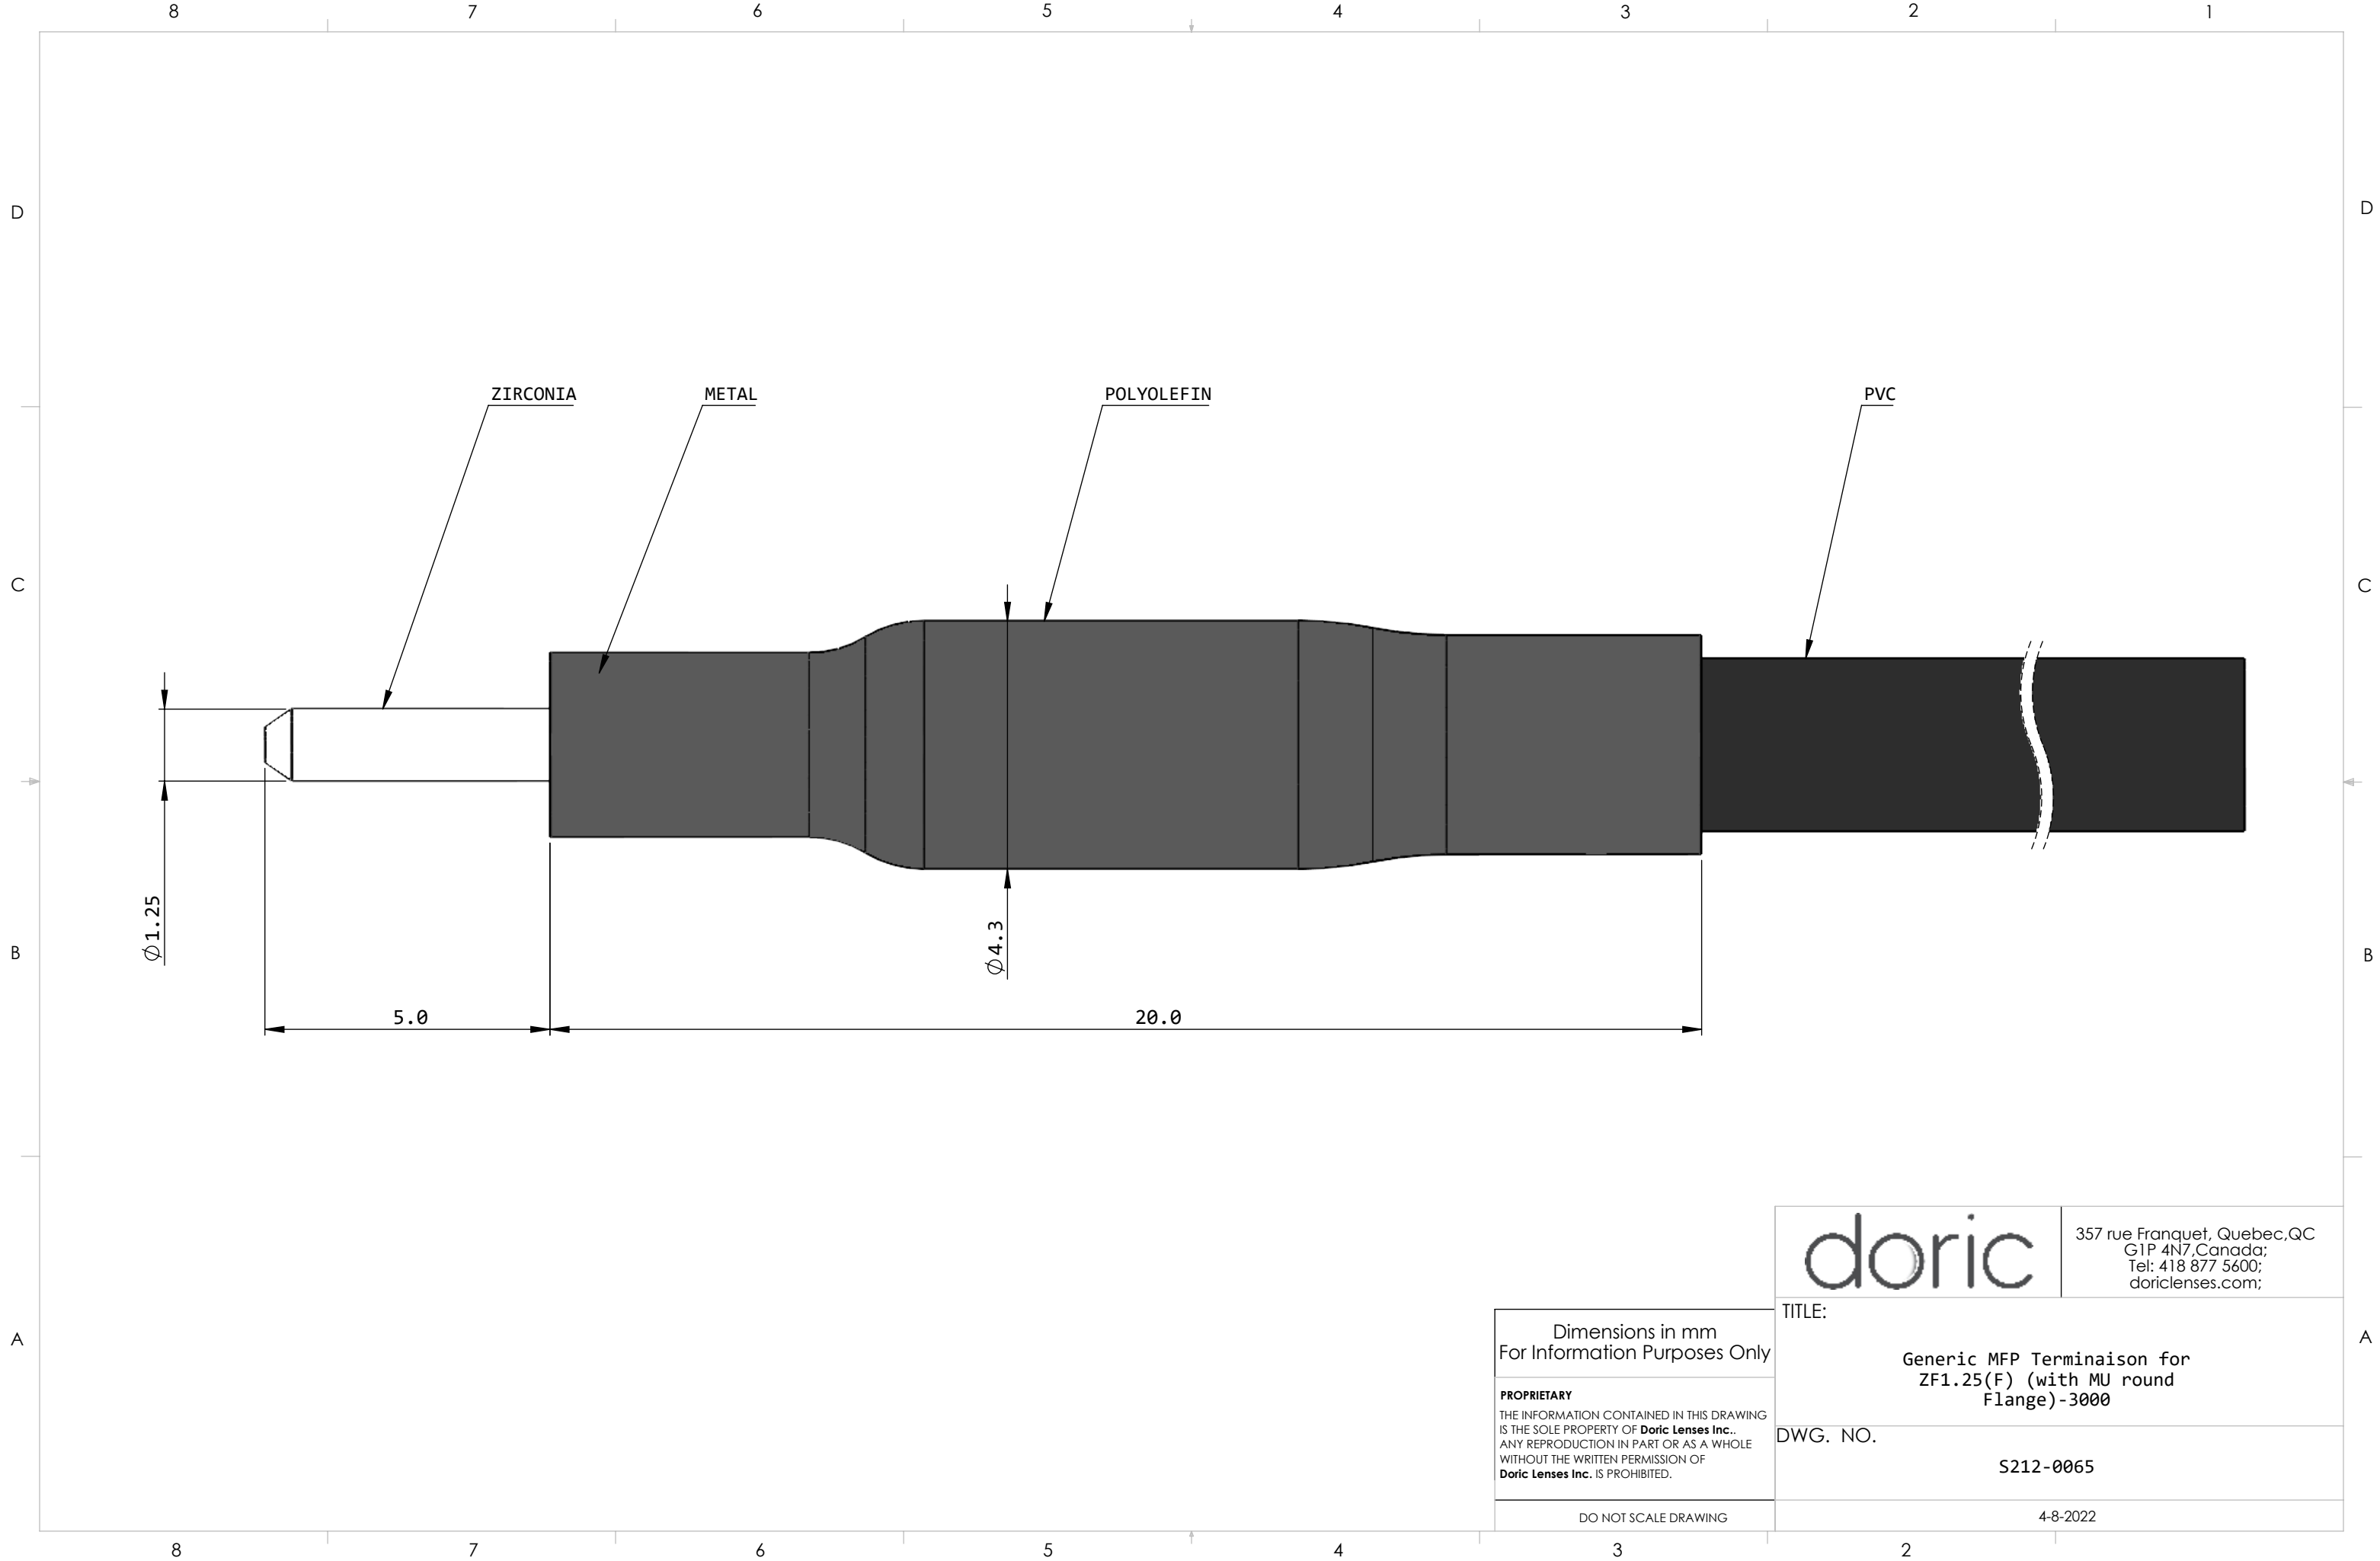 8 7 6 5 4 3 2 1
D D
ZIRCONIA METAL POLYOLEFIN PVC
C C
∅1.25 ∅4.3
B B
5.0 20.0
doric
357 rue Franquet, Quebec,QC
G1P 4N7,Canada;
Tel: 418 877 5600;
doriclenses.com;
TITLE:
Generic MFP Terminaison for
ZF1.25(F) (with MU round
Flange)-3000
A A
Dimensions in mm
For Information Purposes Only
PROPRIETARY
THE INFORMATION CONTAINED IN THIS DRAWING
IS THE SOLE PROPERTY OF Doric Lenses Inc..
ANY REPRODUCTION IN PART OR AS A WHOLE
WITHOUT THE WRITTEN PERMISSION OF
Doric Lenses Inc. IS PROHIBITED.
DO NOT SCALE DRAWING
DWG. NO.
S212-0065
4-8-2022
8 7 6 5 4 3 2